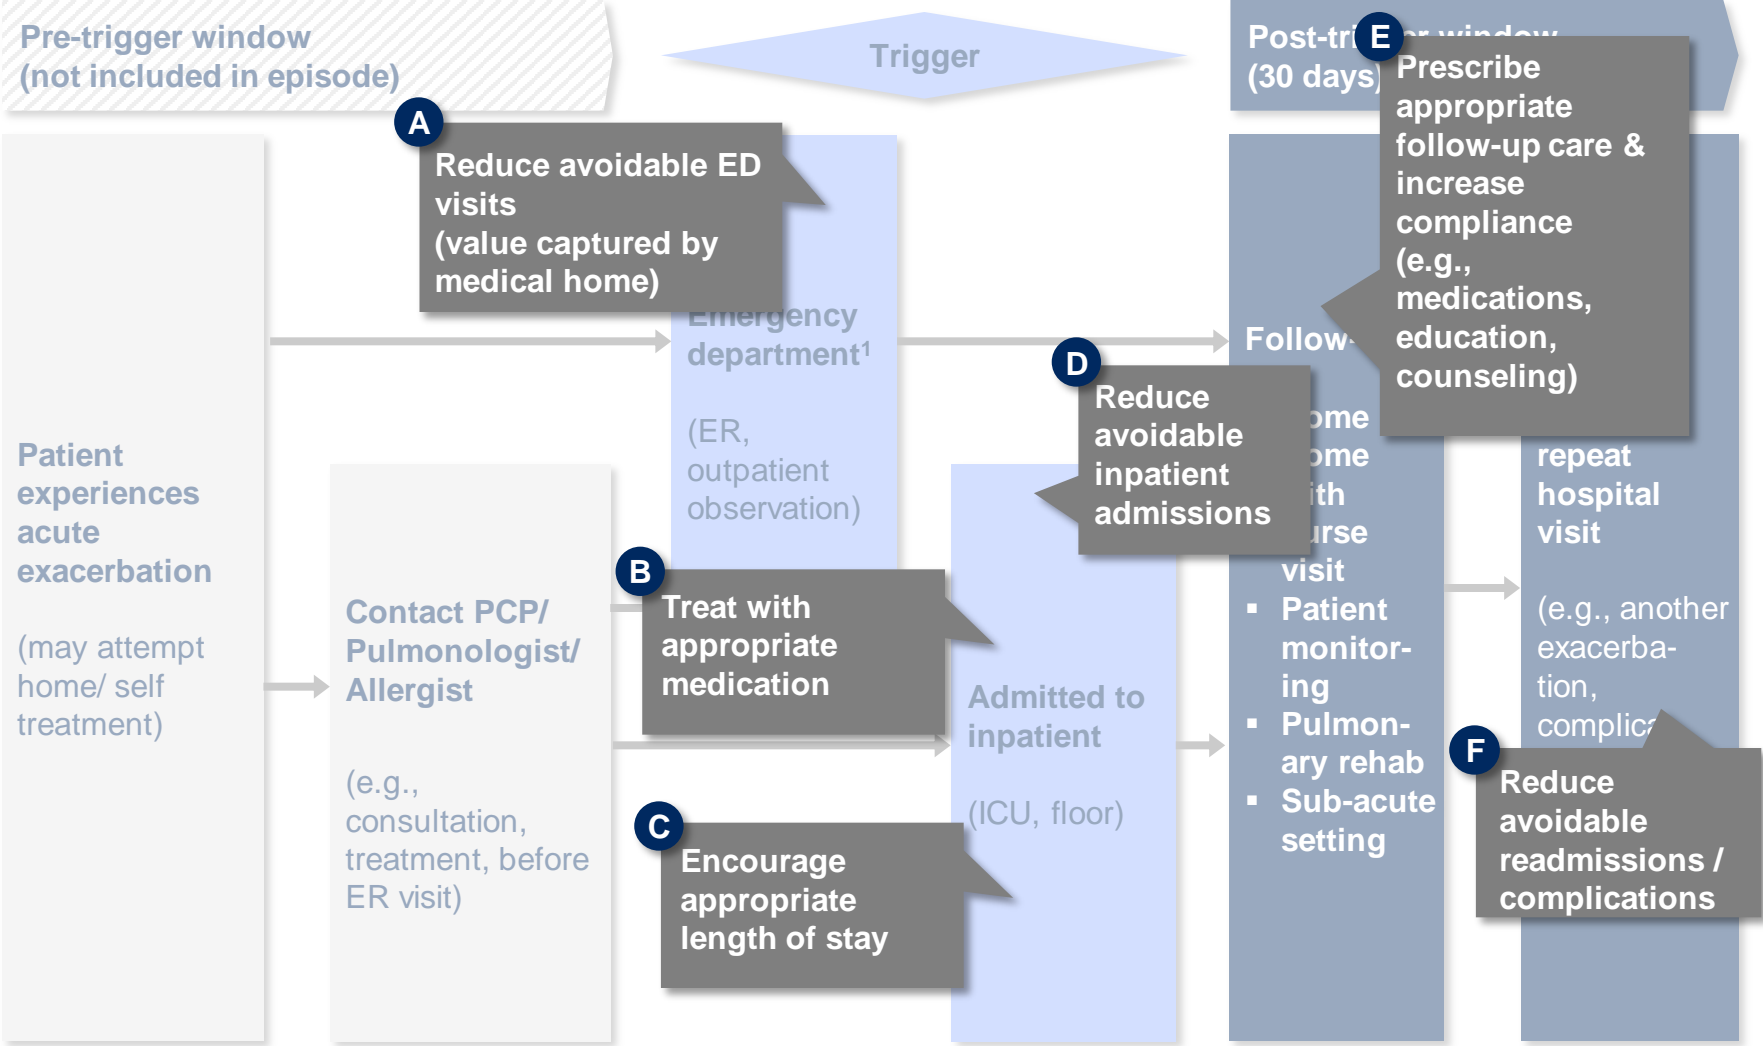 Pre-trigger window
(not included in episode)
Trigger
Post-trigger window
(30 days)
A
Reduce avoidable ED
visits
(value captured by
medical home)
E
Prescribe
appropriate
follow-up care &
increase
compliance
(e.g.,
medications,
education,
counseling)
Patient
experiences
acute
exacerbation
(may attempt
home/ self
treatment)
Contact PCP/
Pulmonologist/
Allergist
(e.g.,
consultation,
treatment, before
ER visit)
Emergency
department¹
(ER,
outpatient
observation)
B
Treat with
appropriate
medication
C
Encourage
appropriate
length of stay
D
Reduce
avoidable
inpatient
admissions
Admitted to
inpatient
(ICU, floor)
Follow-
visit
▪ Patient
monitor-
ing
▪ Pulmon-
ary rehab
▪ Sub-acute
setting
repeat
hospital
visit
(e.g., another
exacerba-
tion,
F
Reduce
avoidable
readmissions /
complications